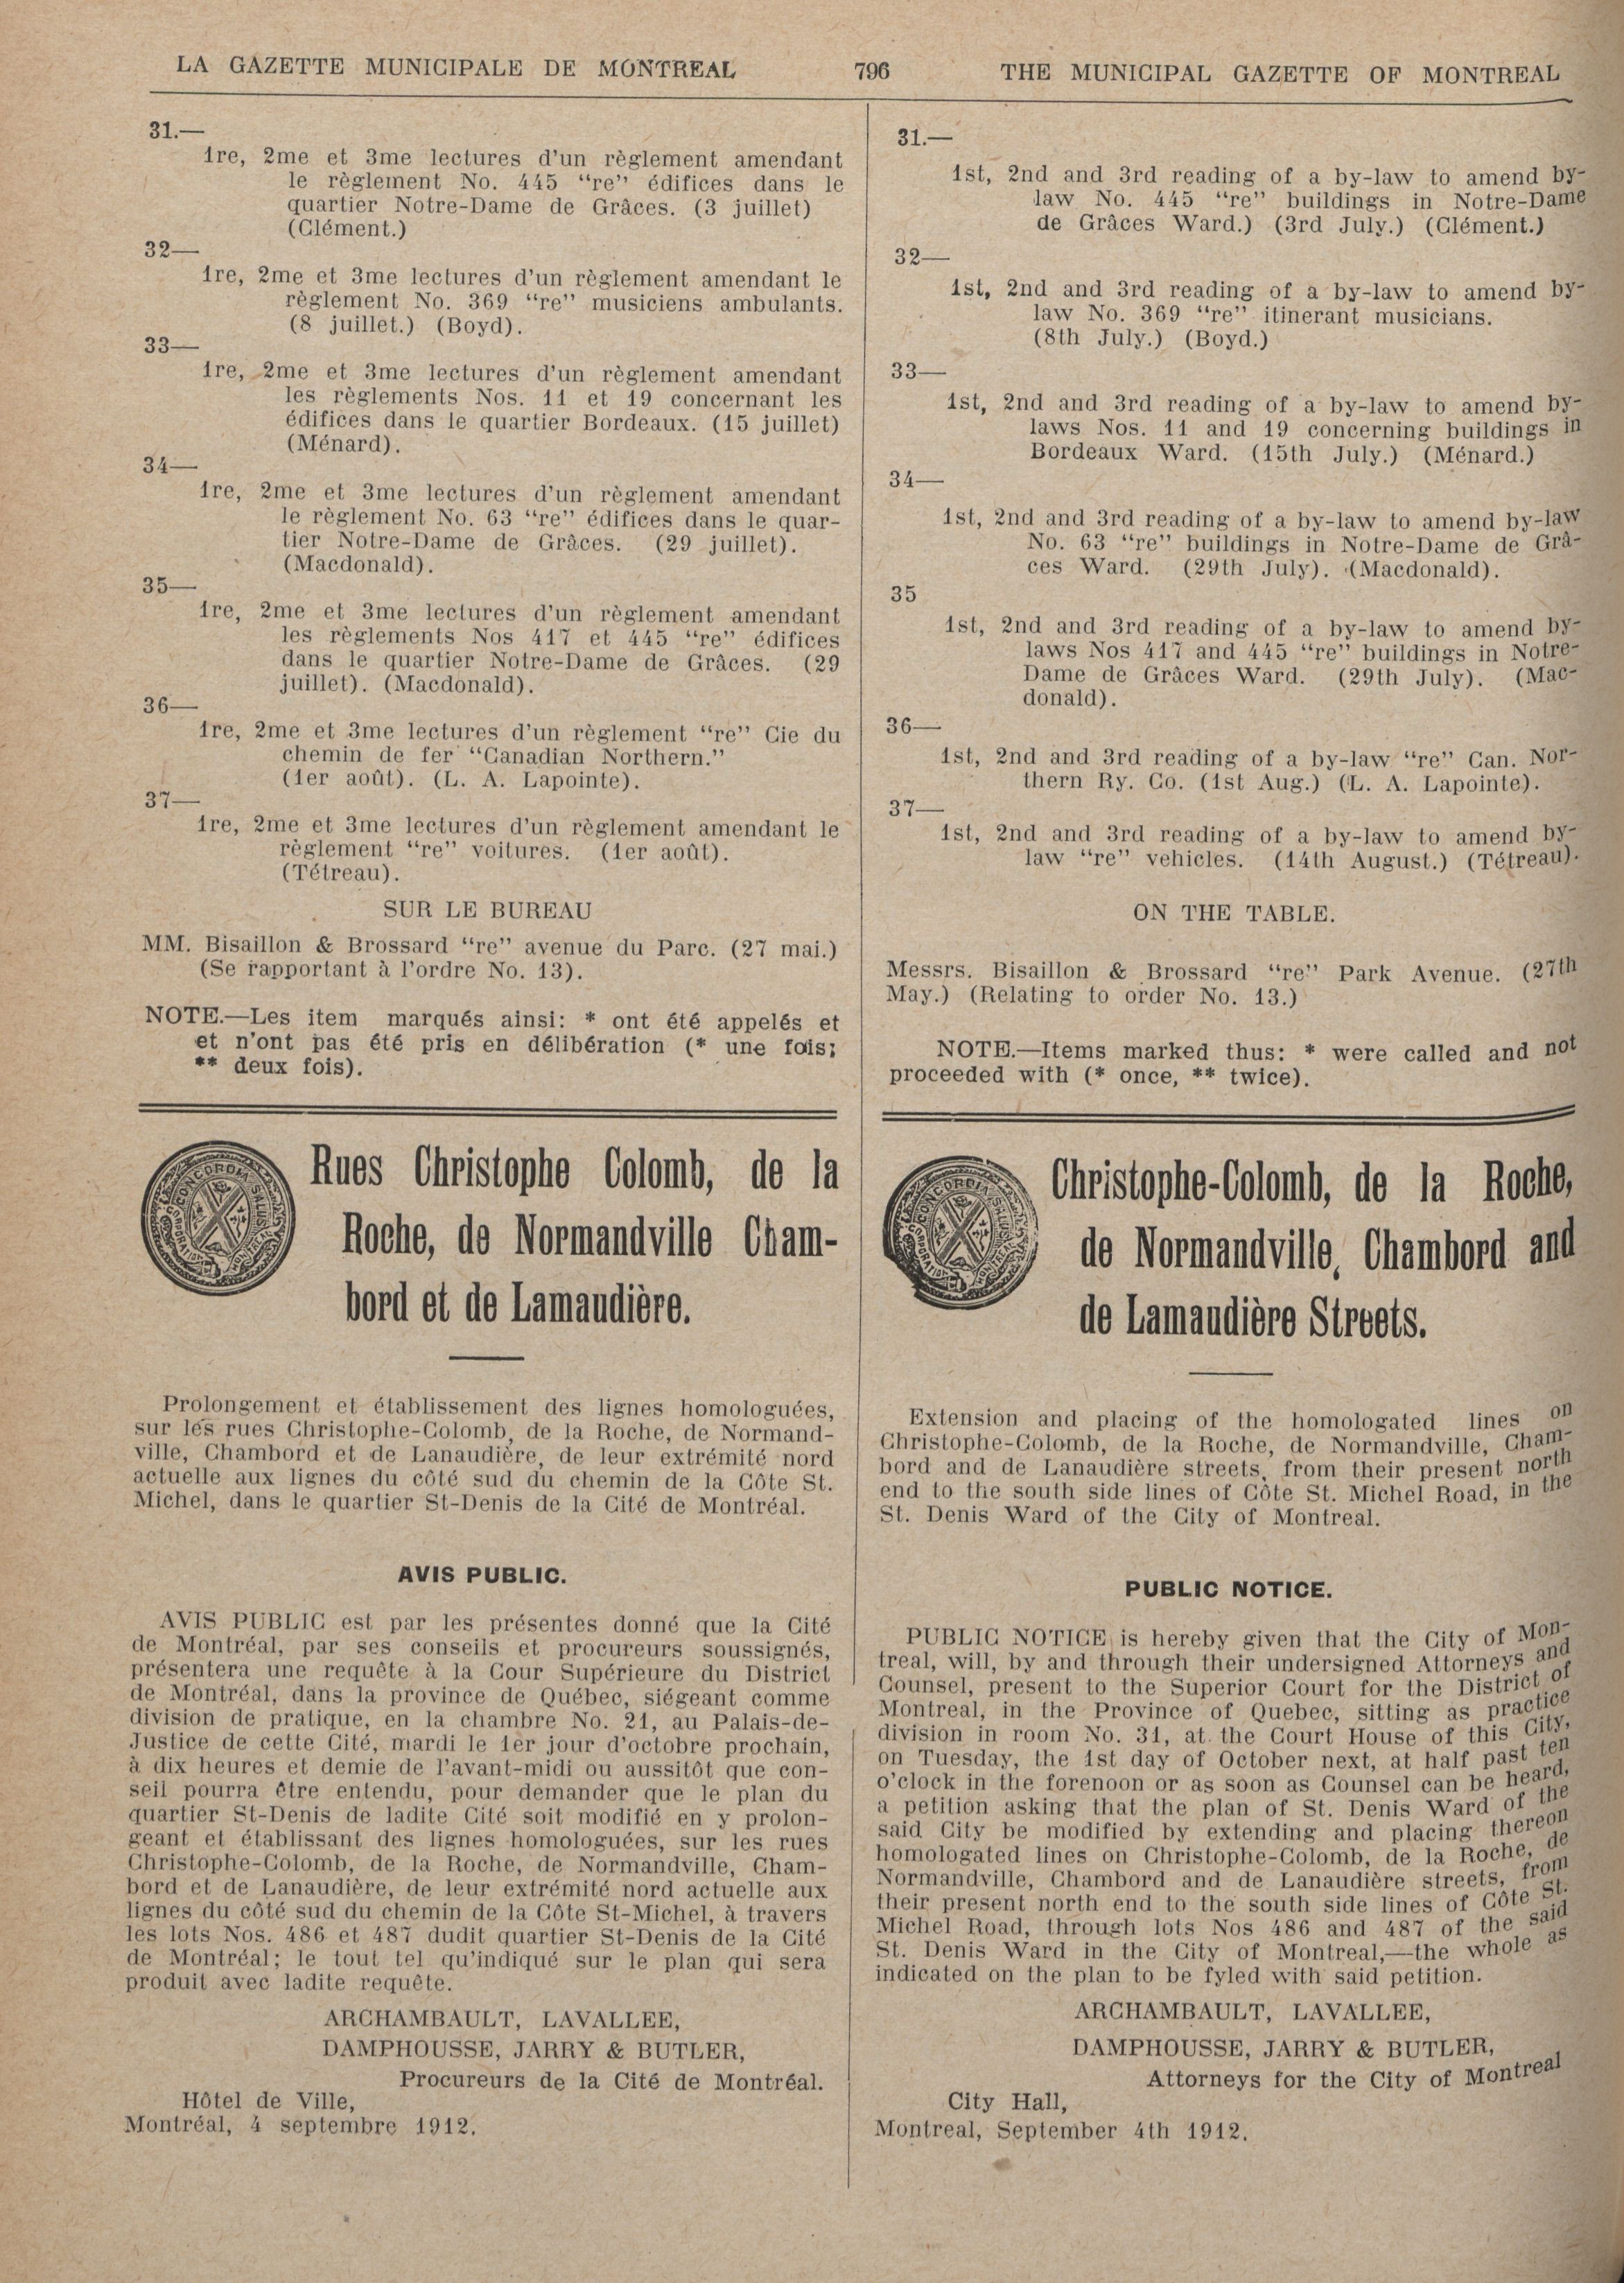 LA GAZETTE MUNICIPALE DE MONTREAL
796
THE MUNICIPAL GAZETTE OF MONTREAL
31.—
1re, 2me et 3me lectures d'un règlement amendant
le règlement No. 445 "re" édifices dans le
quartier Notre-Dame de Grâces. (3 juillet)
(Clément.)
32—
1re, 2me et 3me lectures d'un règlement amendant le
règlement No. 369 "re" musiciens ambulants.
(8 juillet.) (Boyd).
33—
1re, 2me et 3me lectures d'un règlement amendant
les règlements Nos. 11 et 19 concernant les
édifices dans le quartier Bordeaux. (15 juillet)
(Ménard).
34—
1re, 2me et 3me lectures d'un règlement amendant
le règlement No. 63 "re" édifices dans le quar-
tier Notre-Dame de Grâces. (29 juillet).
(Macdonald).
35—
1re, 2me et 3me lectures d'un règlement amendant
les règlements Nos 417 et 445 "re" édifices
dans le quartier Notre-Dame de Grâces. (29
juillet). (Macdonald).
36—
1re, 2me et 3me lectures d'un règlement "re" Cie du
chemin de fer "Canadian Northern."
(1er août). (L. A. Lapointe).
37—
1re, 2me et 3me lectures d'un règlement amendant le
règlement "re" voitures. (1er août).
(Tétreau).
SUR LE BUREAU
MM. Bisaillon & Brossard "re" avenue du Parc. (27 mai.)
(Se rapportant à l'ordre No. 13).
NOTE.—Les item marqués ainsi: * ont été appelés et
et n'ont pas été pris en délibération (* une fois;
** deux fois).
Rues Christophe Colomb, de la
Roche, de Normandville Cham-
bord et de Lamaudière.
Prolongement et établissement des lignes homologuées,
sur les rues Christophe-Colomb, de la Roche, de Normand-
ville, Chambord et de Lanaudière, de leur extrémité nord
actuelle aux lignes du côté sud du chemin de la Côte St.
Michel, dans le quartier St-Denis de la Cité de Montréal.
AVIS PUBLIC.
AVIS PUBLIC est par les présentes donné que la Cité
de Montréal, par ses conseils et procureurs soussignés,
présentera une requête à la Cour Supérieure du District
de Montréal, dans la province de Québec, siégeant comme
division de pratique, en la chambre No. 21, au Palais-de-
Justice de cette Cité, mardi le 1er jour d'octobre prochain,
à dix heures et demie de l'avant-midi ou aussitôt que con-
seil pourra être entendu, pour demander que le plan du
quartier St-Denis de ladite Cité soit modifié en y prolon-
geant et établissant des lignes homologuées, sur les rues
Christophe-Colomb, de la Roche, de Normandville, Cham-
bord et de Lanaudière, de leur extrémité nord actuelle aux
lignes du côté sud du chemin de la Côte St-Michel, à travers
les lots Nos. 486 et 487 dudit quartier St-Denis de la Cité
de Montréal; le tout tel qu'indiqué sur le plan qui sera
produit avec ladite requête.
ARCHAMBAULT, LAVALLEE,
DAMPHOUSSE, JARRY & BUTLER,
Procureurs de la Cité de Montréal.
Hôtel de Ville,
Montréal, 4 septembre 1912.
31.—
1st, 2nd and 3rd reading of a by-law to amend by-
law No. 445 "re" buildings in Notre-Dame
de Grâces Ward.) (3rd July.) (Clément.)
32—
1st, 2nd and 3rd reading of a by-law to amend by-
law No. 369 "re" itinerant musicians.
(8th July.) (Boyd.)
33—
1st, 2nd and 3rd reading of a by-law to amend by-
laws Nos. 11 and 19 concerning buildings in
Bordeaux Ward. (15th July.) (Ménard.)
34—
1st, 2nd and 3rd reading of a by-law to amend by-law
No. 63 "re" buildings in Notre-Dame de Grâ-
ces Ward. (29th July). (Macdonald).
35
1st, 2nd and 3rd reading of a by-law to amend by-
laws Nos 417 and 445 "re" buildings in Notre-
Dame de Grâces Ward. (29th July). (Mac-
donald).
36—
1st, 2nd and 3rd reading of a by-law "re" Can. Nor-
thern Ry. Co. (1st Aug.) (L. A. Lapointe).
37—
1st, 2nd and 3rd reading of a by-law to amend by-
law "re" vehicles. (14th August.) (Tétreau).
ON THE TABLE.
Messrs. Bisaillon & Brossard "re" Park Avenue. (27th
May.) (Relating to order No. 13.)
NOTE.—Items marked thus: * were called and not
proceeded with (* once, ** twice).
Christophe-Colomb, de la Roche,
de Normandville, Chambord and
de Lamaudière Streets.
Extension and placing of the homologated lines on
Christophe-Colomb, de la Roche, de Normandville, Cham-
bord and de Lanaudière streets, from their present north
end to the south side lines of Côte St. Michel Road, in the
St. Denis Ward of the City of Montreal.
PUBLIC NOTICE.
PUBLIC NOTICE is hereby given that the City of Mon-
treal, will, by and through their undersigned Attorneys and
Counsel, present to the Superior Court for the District of
Montreal, in the Province of Quebec, sitting as practice
division in room No. 31, at the Court House of this City,
on Tuesday, the 1st day of October next, at half past ten
o'clock in the forenoon or as soon as Counsel can be heard,
a petition asking that the plan of St. Denis Ward of the
said City be modified by extending and placing thereon
homologated lines on Christophe-Colomb, de la Roche, de
Normandville, Chambord and de Lanaudière streets, from
their present north end to the south side lines of Côte St.
Michel Road, through lots Nos 486 and 487 of the said
St. Denis Ward in the City of Montreal,—the whole as
indicated on the plan to be fyled with said petition.
ARCHAMBAULT, LAVALLEE,
DAMPHOUSSE, JARRY & BUTLER,
Attorneys for the City of Montreal
City Hall,
Montreal, September 4th 1912.